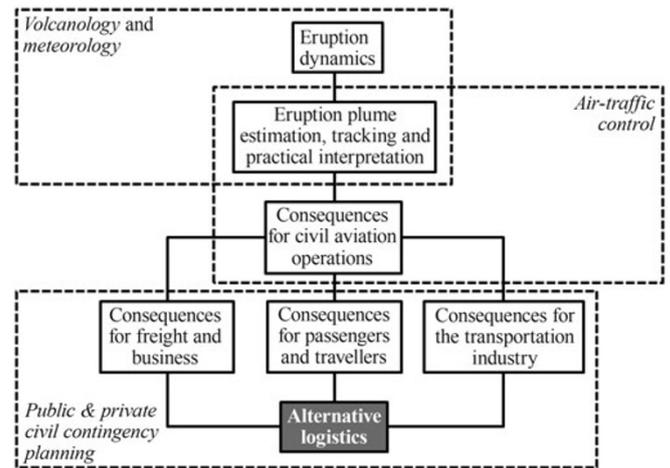 Volcanology and
meteorology
Eruption
dynamics
Air-traffic
control
Eruption plume
estimation, tracking and
practical interpretation
Consequences
for civil aviation
operations
Consequences
for freight and
business
Consequences
for passengers
and travellers
Consequences for
the transportation
industry
Public & private
civil contingency
planning
Alternative
logistics